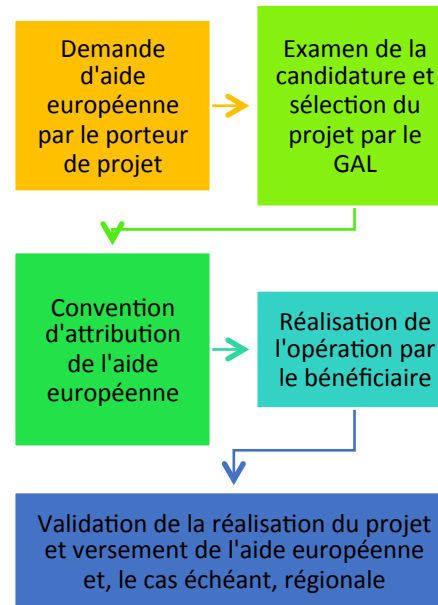 Demande
d'aide
européenne
par le porteur
de projet
Examen de la
candidature et
sélection du
projet par le
GAL
Convention
d'attribution
de l'aide
européenne
Réalisation de
l'opération par
le bénéficiaire
Validation de la réalisation du projet
et versement de l'aide européenne
et, le cas échéant, régionale